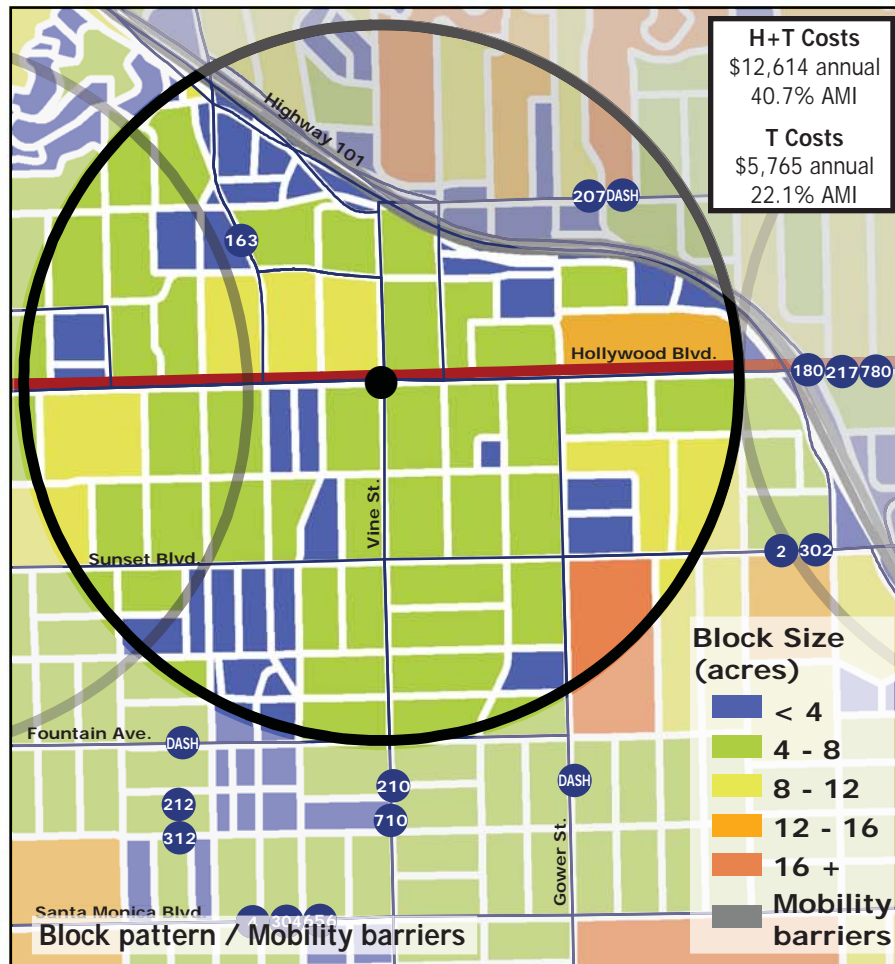 H+T Costs
$12,614 annual
40.7% AMI
T Costs
$5,765 annual
22.1% AMI
Highway 101
207 DASH
163
Hollywood Blvd.
180 217 780
Vine St.
Sunset Blvd.
2 302
Block Size
(acres)
< 4
4 - 8
8 - 12
12 - 16
16 +
Mobility
barriers
Fountain Ave.
DASH
210
DASH
212
710
312
Gower St.
Santa Monica Blvd.
4 304 656
Block pattern / Mobility barriers